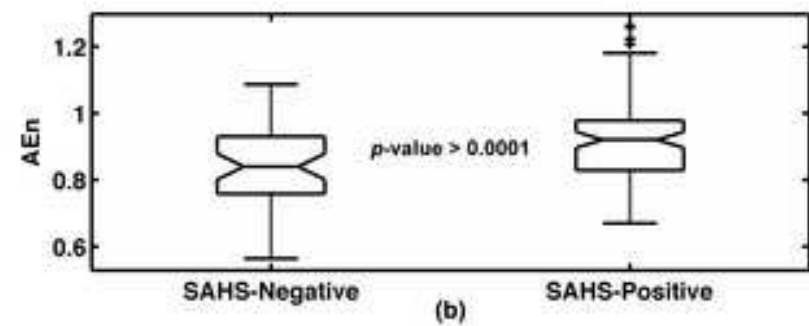 1.2
1
0.8
0.6
AEn
p-value > 0.0001
SAHS-Negative
SAHS-Positive
(b)